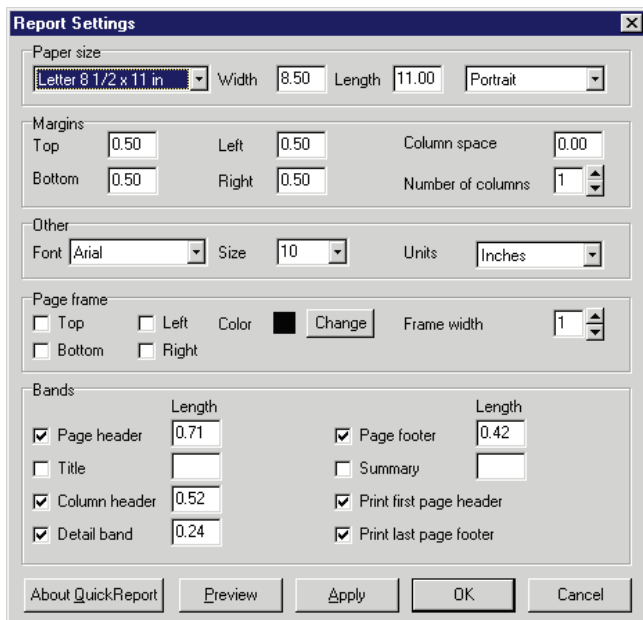 Report Settings
Paper size
Letter 8 1/2 x 11 in Width 8.50 Length 11.00 Portrait
Margins
Top 0.50 Left 0.50 Column space 0.00
Bottom 0.50 Right 0.50 Number of columns 1
Other
Font Arial Size 10 Units Inches
Page frame
Top Left Color Change Frame width 1
Bottom Right
Bands
Length Length
Page header 0.71 Page footer 0.42
Title Summary
Column header 0.52 Print first page header
Detail band 0.24 Print last page footer
About QuickReport Preview Apply OK Cancel